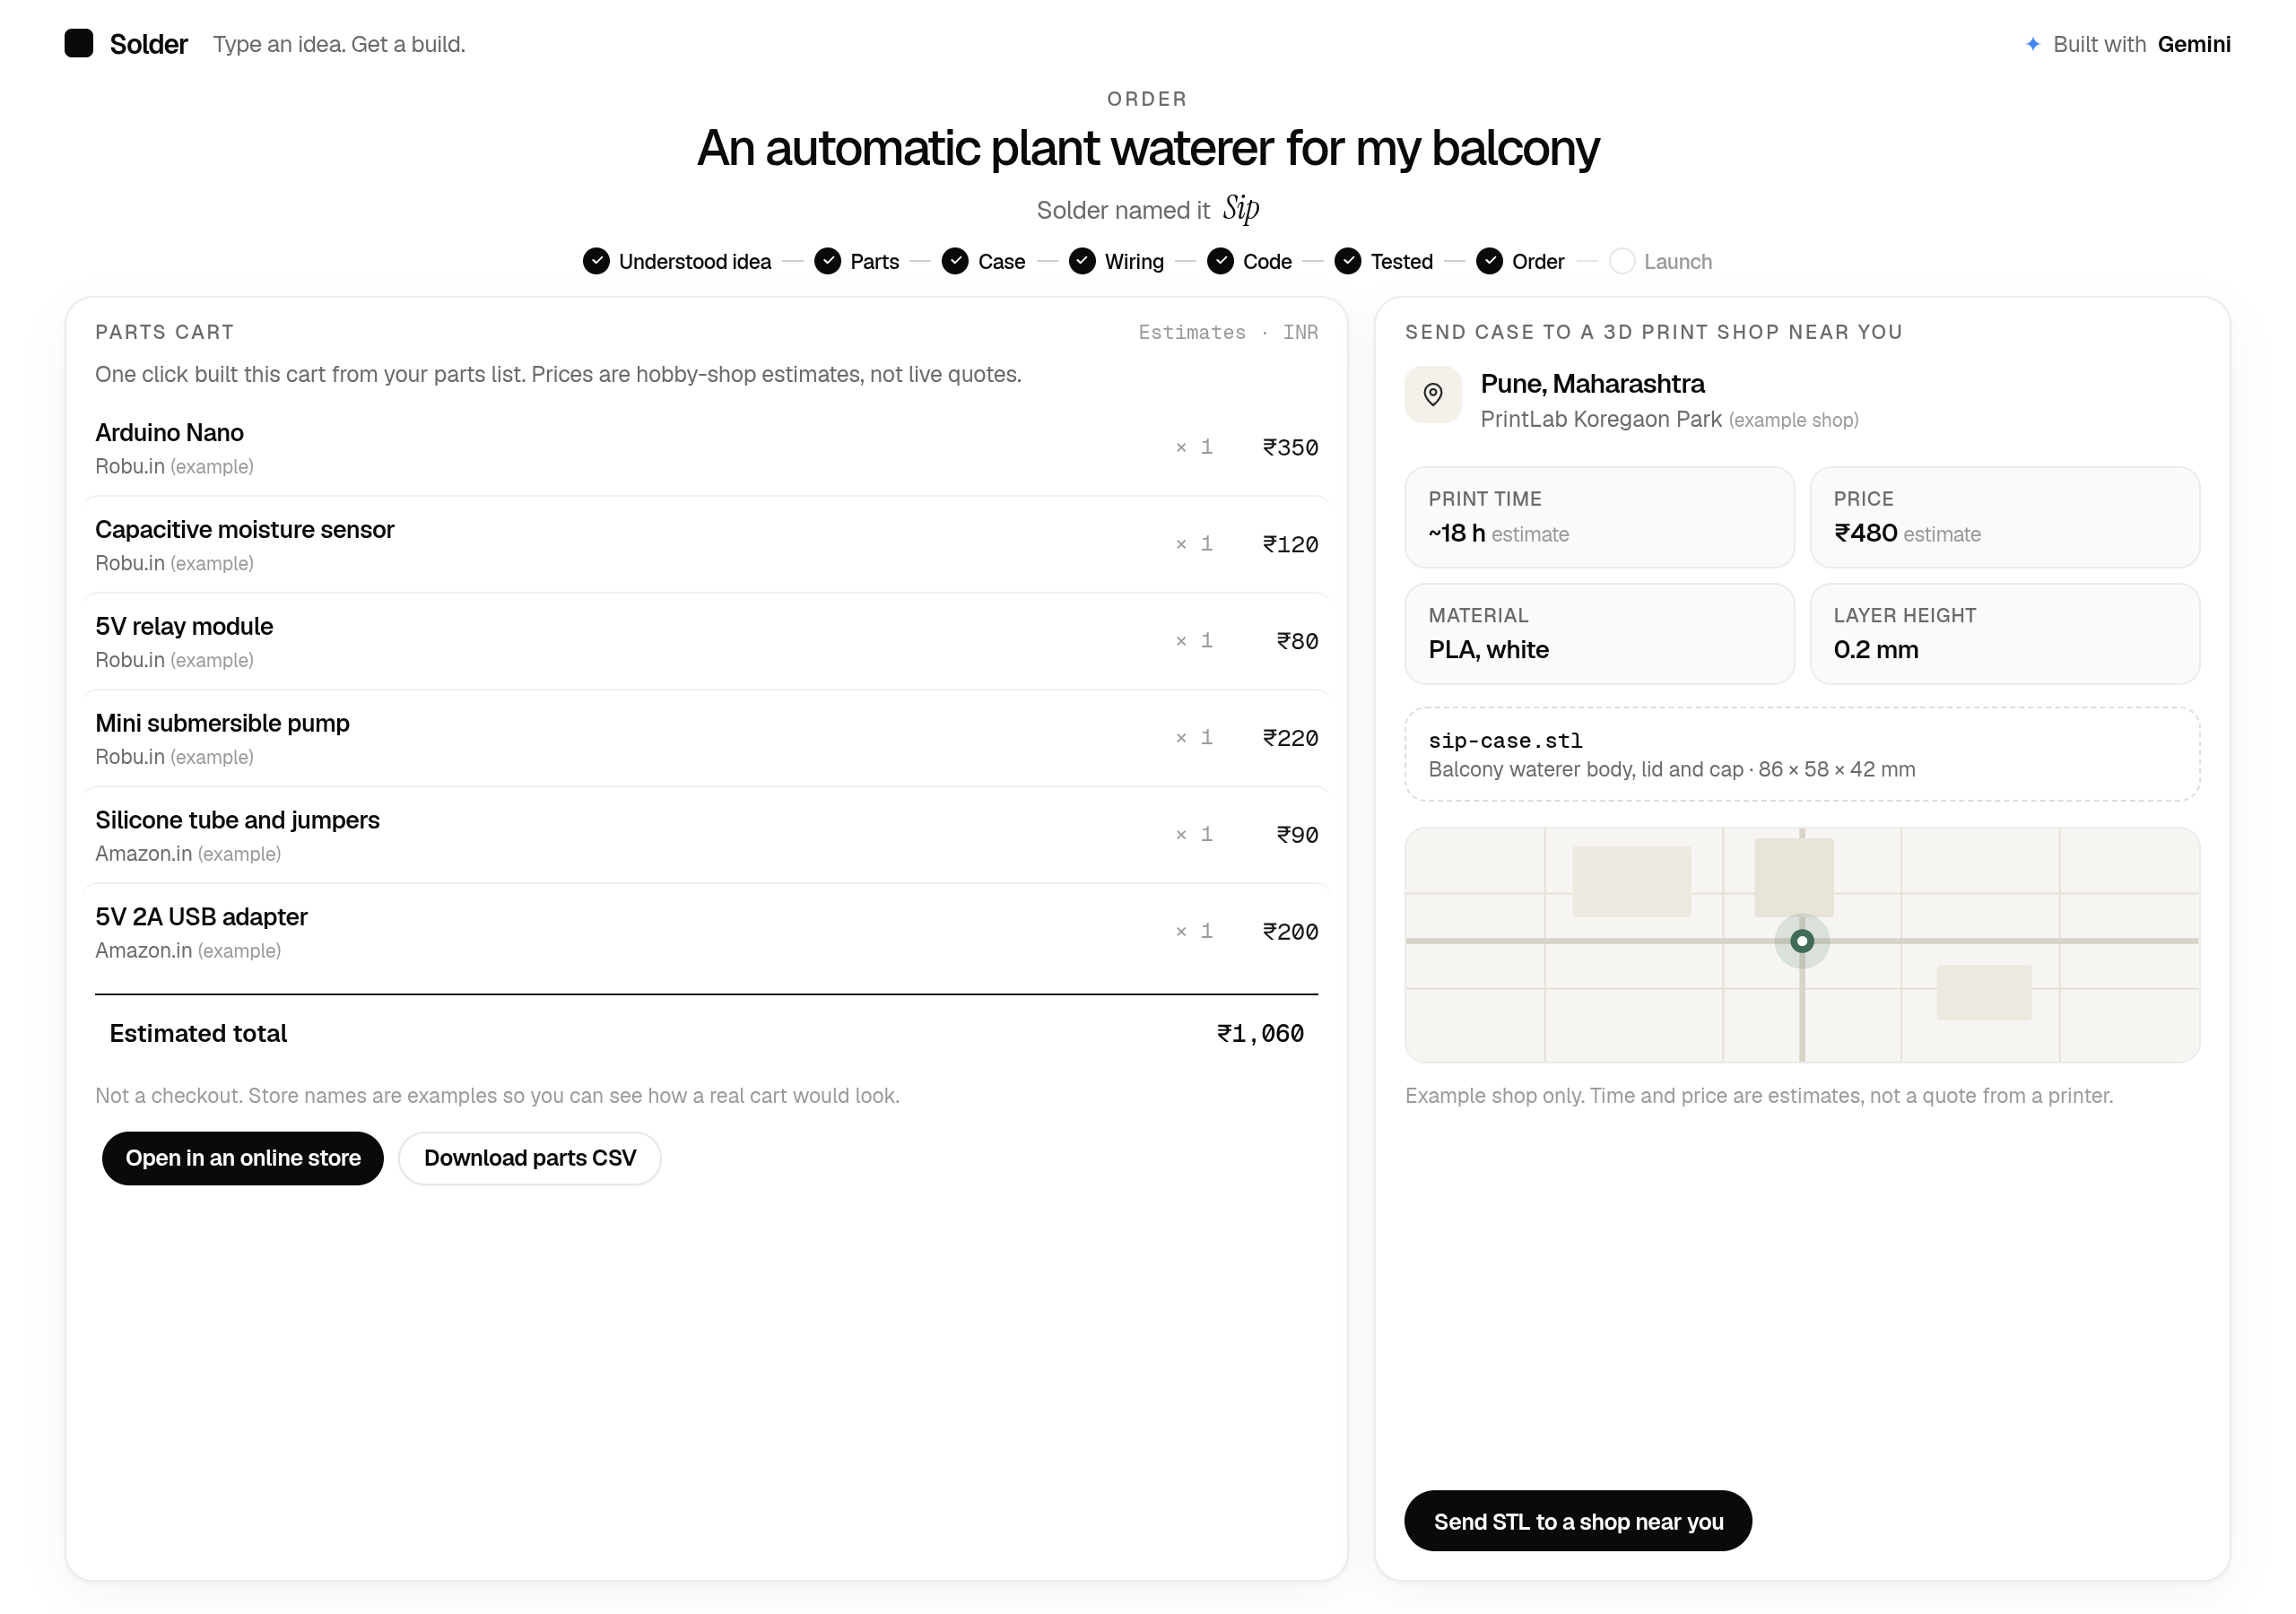 Solder Type an idea. Get a build.
✦ Built with Gemini
ORDER
An automatic plant waterer for my balcony
Solder named it Sip
Understood idea — Parts — Case — Wiring — Code — Tested — Order — Launch
PARTS CART Estimates · INR
One click built this cart from your parts list. Prices are hobby-shop estimates, not live quotes.
Arduino Nano
Robu.in (example)
× 1 ₹350
Capacitive moisture sensor
Robu.in (example)
× 1 ₹120
5V relay module
Robu.in (example)
× 1 ₹80
Mini submersible pump
Robu.in (example)
× 1 ₹220
Silicone tube and jumpers
Amazon.in (example)
× 1 ₹90
5V 2A USB adapter
Amazon.in (example)
× 1 ₹200
Estimated total ₹1,060
Not a checkout. Store names are examples so you can see how a real cart would look.
Open in an online store
Download parts CSV
SEND CASE TO A 3D PRINT SHOP NEAR YOU
Pune, Maharashtra
PrintLab Koregaon Park (example shop)
PRINT TIME
~18 h estimate
PRICE
₹480 estimate
MATERIAL
PLA, white
LAYER HEIGHT
0.2 mm
sip-case.stl
Balcony waterer body, lid and cap · 86 × 58 × 42 mm
Example shop only. Time and price are estimates, not a quote from a printer.
Send STL to a shop near you